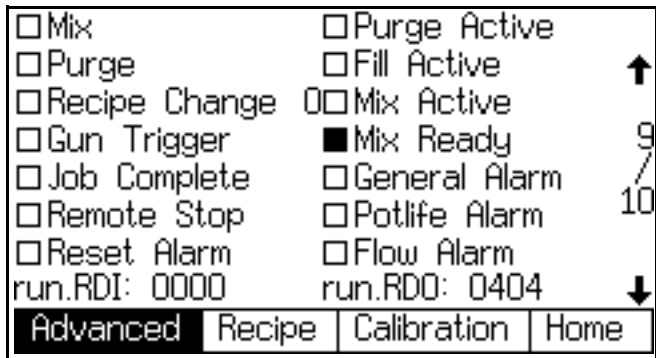 Mix Purge Active
Purge Fill Active
Recipe Change 0 Mix Active
Gun Trigger Mix Ready 9
Job Complete General Alarm /
Remote Stop Potlife Alarm 10
Reset Alarm Flow Alarm
run.RDI: 0000 run.RDO: 0404
Advanced Recipe Calibration Home